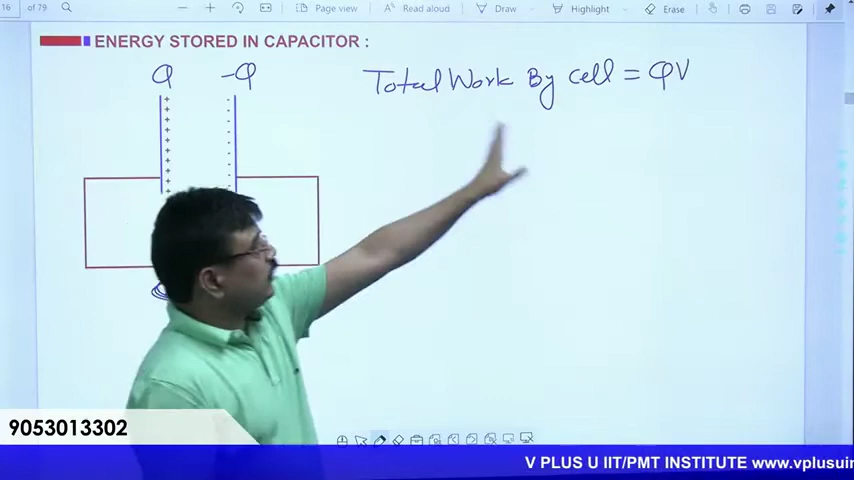 16 of 79 Page view Read aloud Draw Highlight Erase
ENERGY STORED IN CAPACITOR :
Q -Q
Total Work By Cell = QV
9053013302
V PLUS U IIT/PMT INSTITUTE www.vplusuin